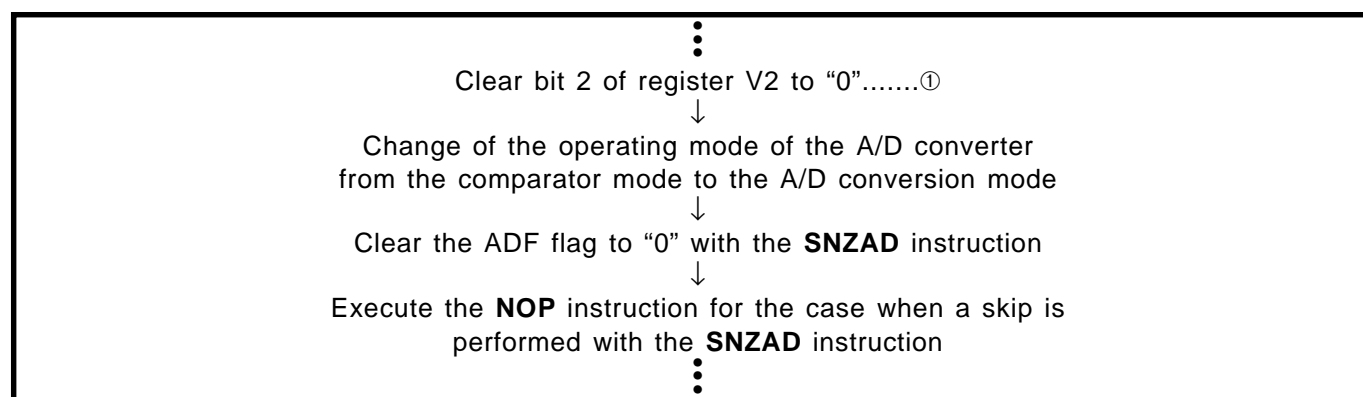 Clear bit 2 of register V2 to “0”.......①
↓
Change of the operating mode of the A/D converter
from the comparator mode to the A/D conversion mode
↓
Clear the ADF flag to “0” with the SNZAD instruction
↓
Execute the NOP instruction for the case when a skip is
performed with the SNZAD instruction